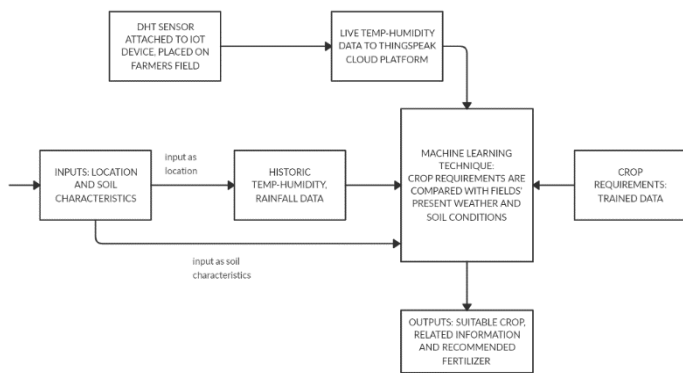 DHT SENSOR
ATTACHED TO IOT
DEVICE, PLACED ON
FARMERS FIELD
LIVE TEMP-HUMIDITY
DATA TO THINGSPEAK
CLOUD PLATFORM
INPUTS: LOCATION
AND SOIL
CHARACTERISTICS
input as
location
HISTORIC
TEMP-HUMIDITY,
RAINFALL DATA
MACHINE LEARNING
TECHNIQUE:
CROP REQUIREMENTS ARE
COMPARED WITH FIELDS'
PRESENT WEATHER AND
SOIL CONDITIONS
CROP
REQUIREMENTS:
TRAINED DATA
input as soil
characteristics
OUTPUTS: SUITABLE CROP,
RELATED INFORMATION
AND RECOMMENDED
FERTILIZER